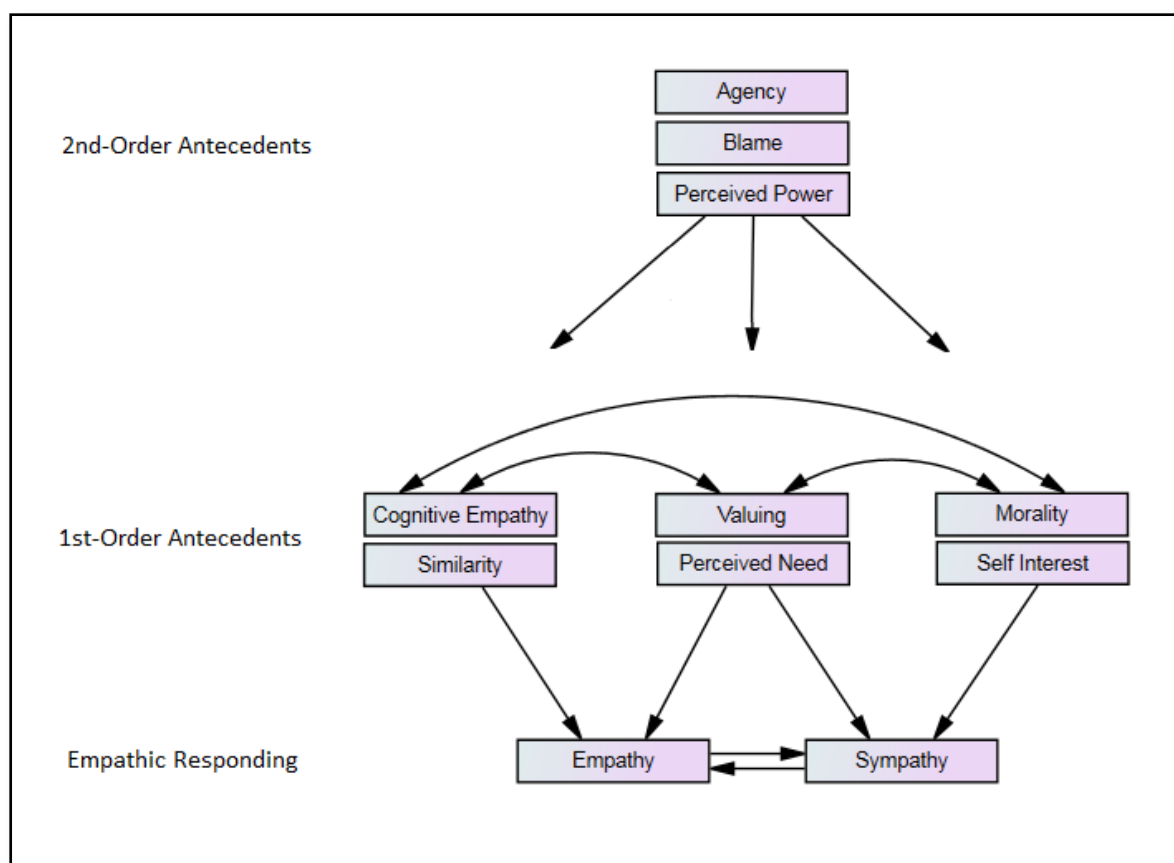 Agency
2nd-Order Antecedents
Blame
Perceived Power
Cognitive Empathy
Valuing
Morality
1st-Order Antecedents
Similarity
Perceived Need
Self Interest
Empathic Responding
Empathy
Sympathy